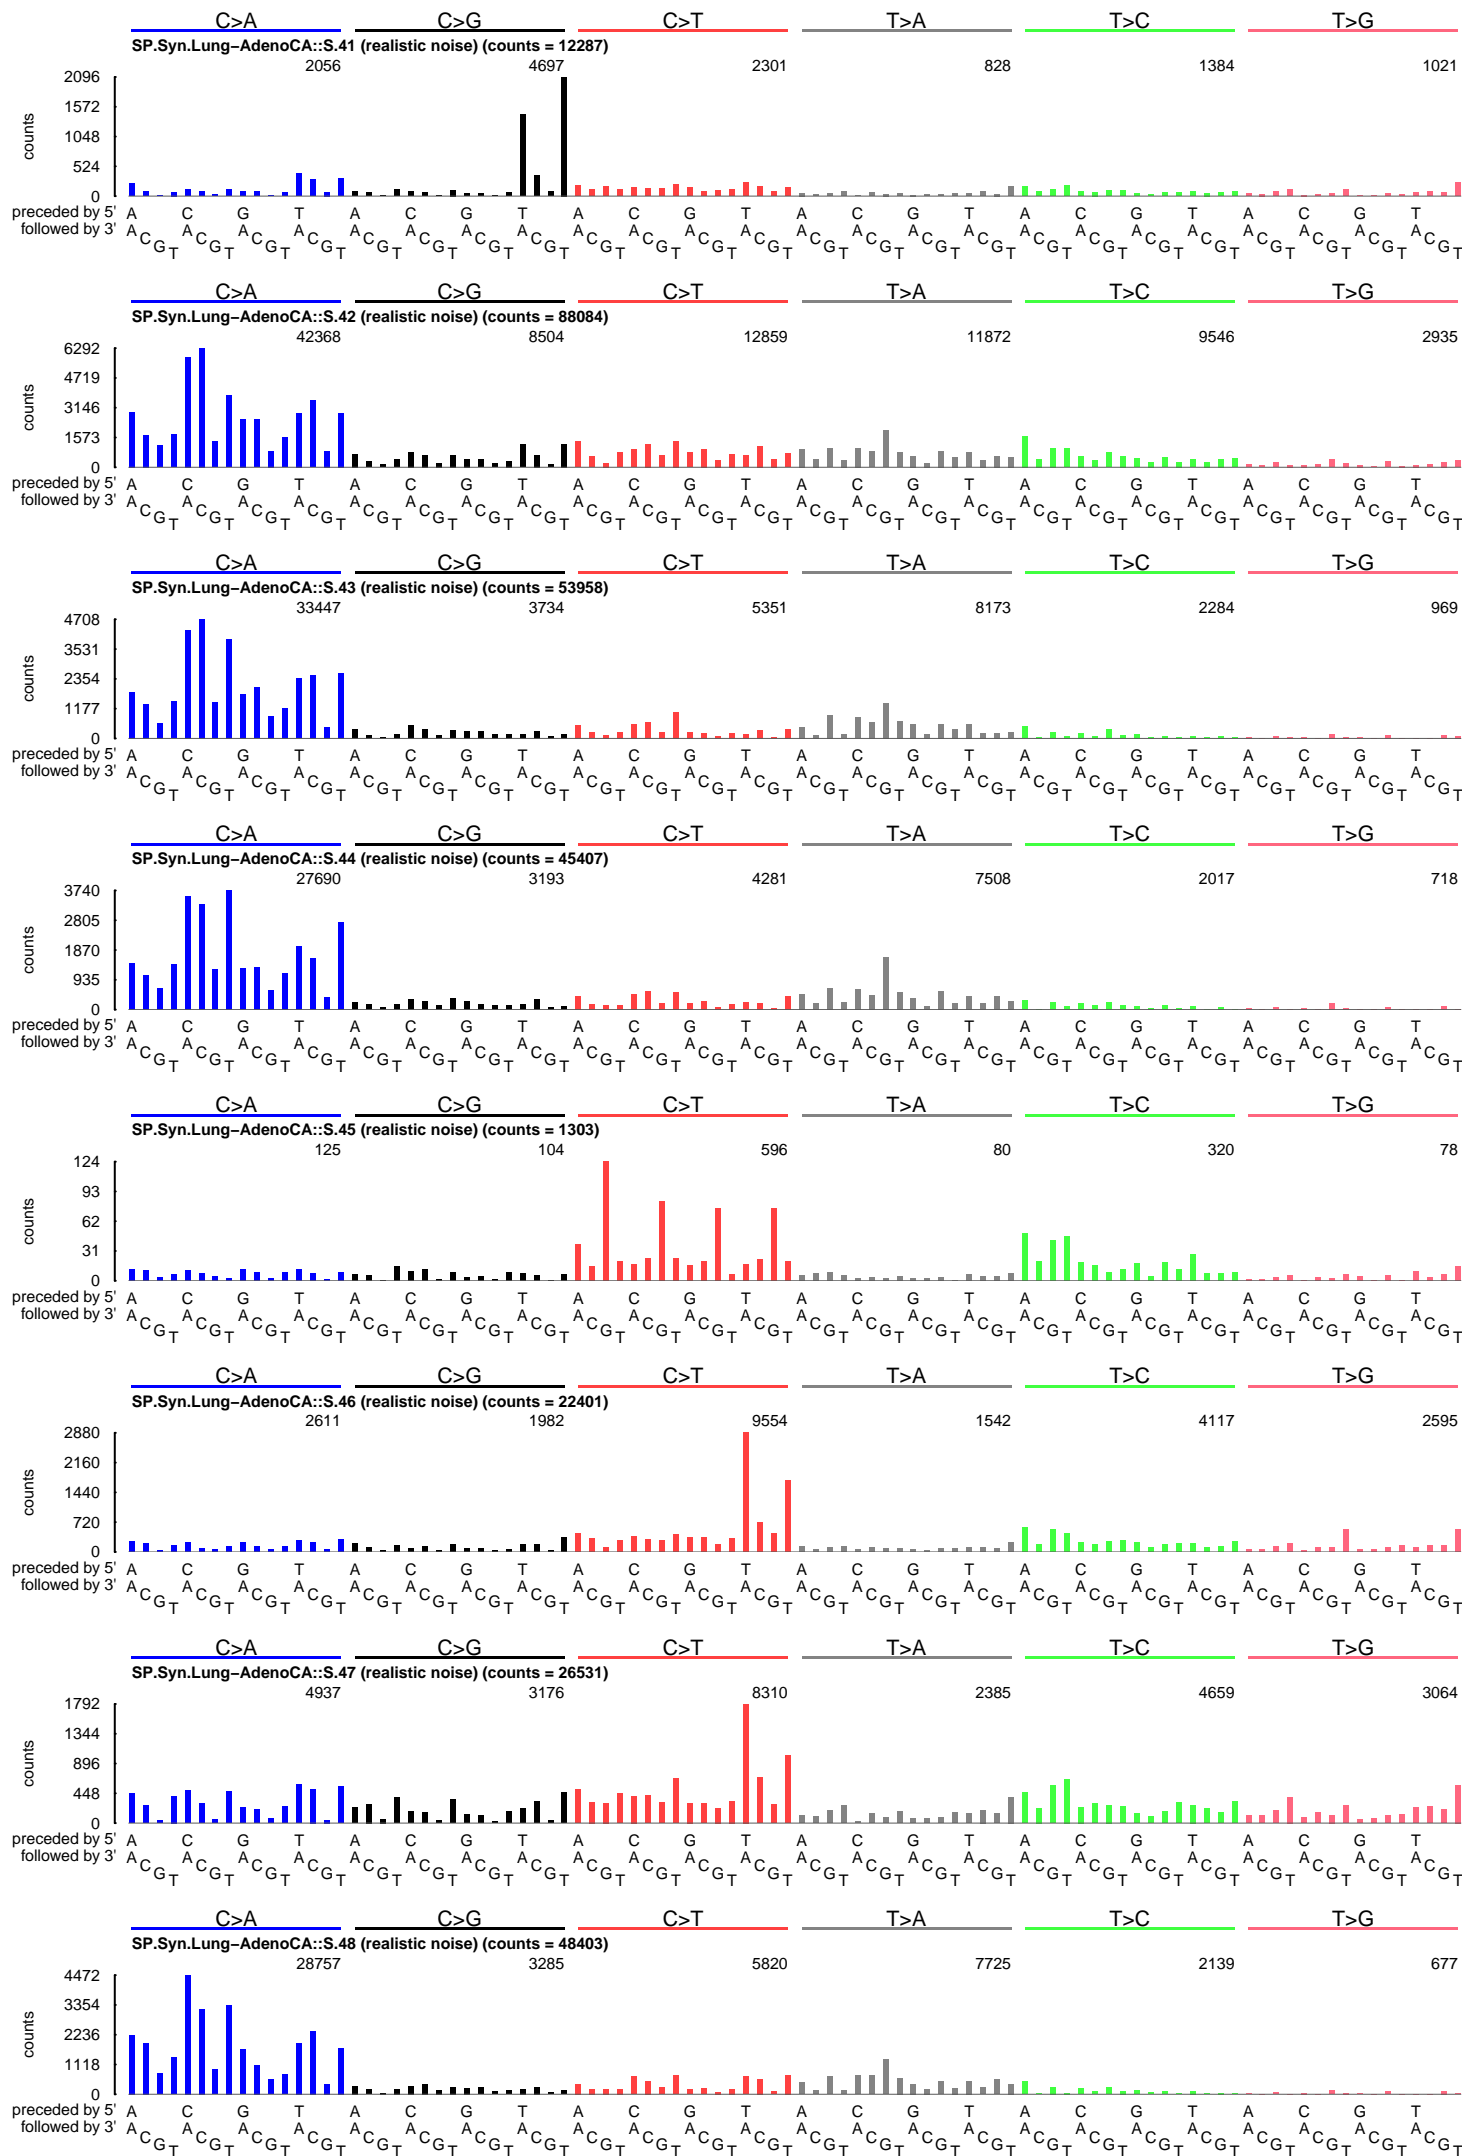 C>A C>G C>T T>A T>C T>G
SP.Syn.Lung−AdenoCA::S.41 (realistic noise) (counts = 12287)
2056 4697 2301 828 1384 1021
2096
1572
1048
524
0
counts
preceded by 5' A C G T A C G T A C G T A C G T A C G T A C G T
followed by 3' A C G T A C G T A C G T A C G T A C G T A C G T A C G T A C G T A C G T A C G T A C G T A C G T A C G T A C G T A C G T A C G T A C G T A C G T A C G T A C G T A C G T A C G T A C G T A C G T
C>A C>G C>T T>A T>C T>G
SP.Syn.Lung−AdenoCA::S.42 (realistic noise) (counts = 88084)
42368 8504 12859 11872 9546 2935
6292
4719
3146
1573
0
counts
preceded by 5' A C G T A C G T A C G T A C G T A C G T A C G T
followed by 3' A C G T A C G T A C G T A C G T A C G T A C G T A C G T A C G T A C G T A C G T A C G T A C G T A C G T A C G T A C G T A C G T A C G T A C G T A C G T A C G T A C G T A C G T A C G T A C G T
C>A C>G C>T T>A T>C T>G
SP.Syn.Lung−AdenoCA::S.43 (realistic noise) (counts = 53958)
33447 3734 5351 8173 2284 969
4708
3531
2354
1177
0
counts
preceded by 5' A C G T A C G T A C G T A C G T A C G T A C G T
followed by 3' A C G T A C G T A C G T A C G T A C G T A C G T A C G T A C G T A C G T A C G T A C G T A C G T A C G T A C G T A C G T A C G T A C G T A C G T A C G T A C G T A C G T A C G T A C G T A C G T
C>A C>G C>T T>A T>C T>G
SP.Syn.Lung−AdenoCA::S.44 (realistic noise) (counts = 45407)
27690 3193 4281 7508 2017 718
3740
2805
1870
935
0
counts
preceded by 5' A C G T A C G T A C G T A C G T A C G T A C G T
followed by 3' A C G T A C G T A C G T A C G T A C G T A C G T A C G T A C G T A C G T A C G T A C G T A C G T A C G T A C G T A C G T A C G T A C G T A C G T A C G T A C G T A C G T A C G T A C G T A C G T
C>A C>G C>T T>A T>C T>G
SP.Syn.Lung−AdenoCA::S.45 (realistic noise) (counts = 1303)
125 104 596 80 320 78
124
93
62
31
0
counts
preceded by 5' A C G T A C G T A C G T A C G T A C G T A C G T
followed by 3' A C G T A C G T A C G T A C G T A C G T A C G T A C G T A C G T A C G T A C G T A C G T A C G T A C G T A C G T A C G T A C G T A C G T A C G T A C G T A C G T A C G T A C G T A C G T A C G T
C>A C>G C>T T>A T>C T>G
SP.Syn.Lung−AdenoCA::S.46 (realistic noise) (counts = 22401)
2611 1982 9554 1542 4117 2595
2880
2160
1440
720
0
counts
preceded by 5' A C G T A C G T A C G T A C G T A C G T A C G T
followed by 3' A C G T A C G T A C G T A C G T A C G T A C G T A C G T A C G T A C G T A C G T A C G T A C G T A C G T A C G T A C G T A C G T A C G T A C G T A C G T A C G T A C G T A C G T A C G T A C G T
C>A C>G C>T T>A T>C T>G
SP.Syn.Lung−AdenoCA::S.47 (realistic noise) (counts = 26531)
4937 3176 8310 2385 4659 3064
1792
1344
896
448
0
counts
preceded by 5' A C G T A C G T A C G T A C G T A C G T A C G T
followed by 3' A C G T A C G T A C G T A C G T A C G T A C G T A C G T A C G T A C G T A C G T A C G T A C G T A C G T A C G T A C G T A C G T A C G T A C G T A C G T A C G T A C G T A C G T A C G T A C G T
C>A C>G C>T T>A T>C T>G
SP.Syn.Lung−AdenoCA::S.48 (realistic noise) (counts = 48403)
28757 3285 5820 7725 2139 677
4472
3354
2236
1118
0
counts
preceded by 5' A C G T A C G T A C G T A C G T A C G T A C G T
followed by 3' A C G T A C G T A C G T A C G T A C G T A C G T A C G T A C G T A C G T A C G T A C G T A C G T A C G T A C G T A C G T A C G T A C G T A C G T A C G T A C G T A C G T A C G T A C G T A C G T